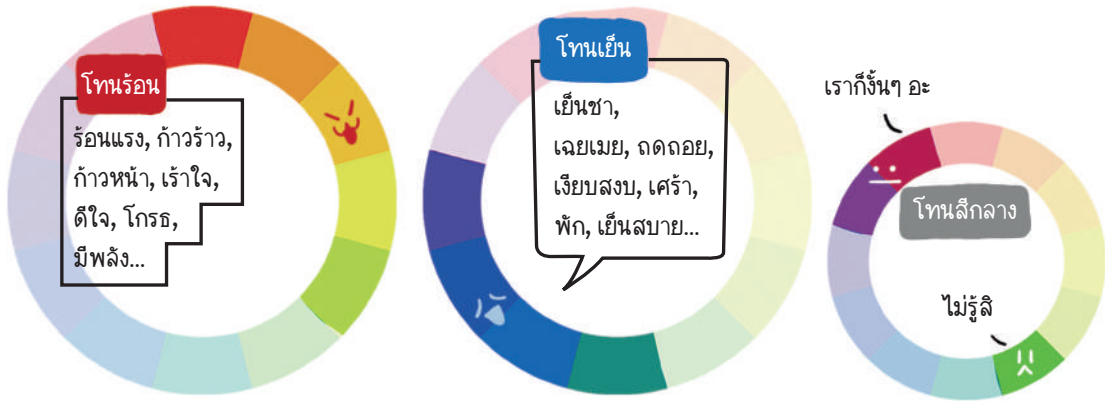 โทนร้อน
ร้อนแรง, ก้าวร้าว,
ก้าวหน้า, เร้าใจ,
ดีใจ, โกรธ,
มีพลัง...
โทนเย็น
เย็นชา,
เฉยเมย, ถดถอย,
เงียบสงบ, เศร้า,
พัก, เย็นสบาย...
เราก็งั้นๆ อะ
โทนสีกลาง
ไม่รู้สิ